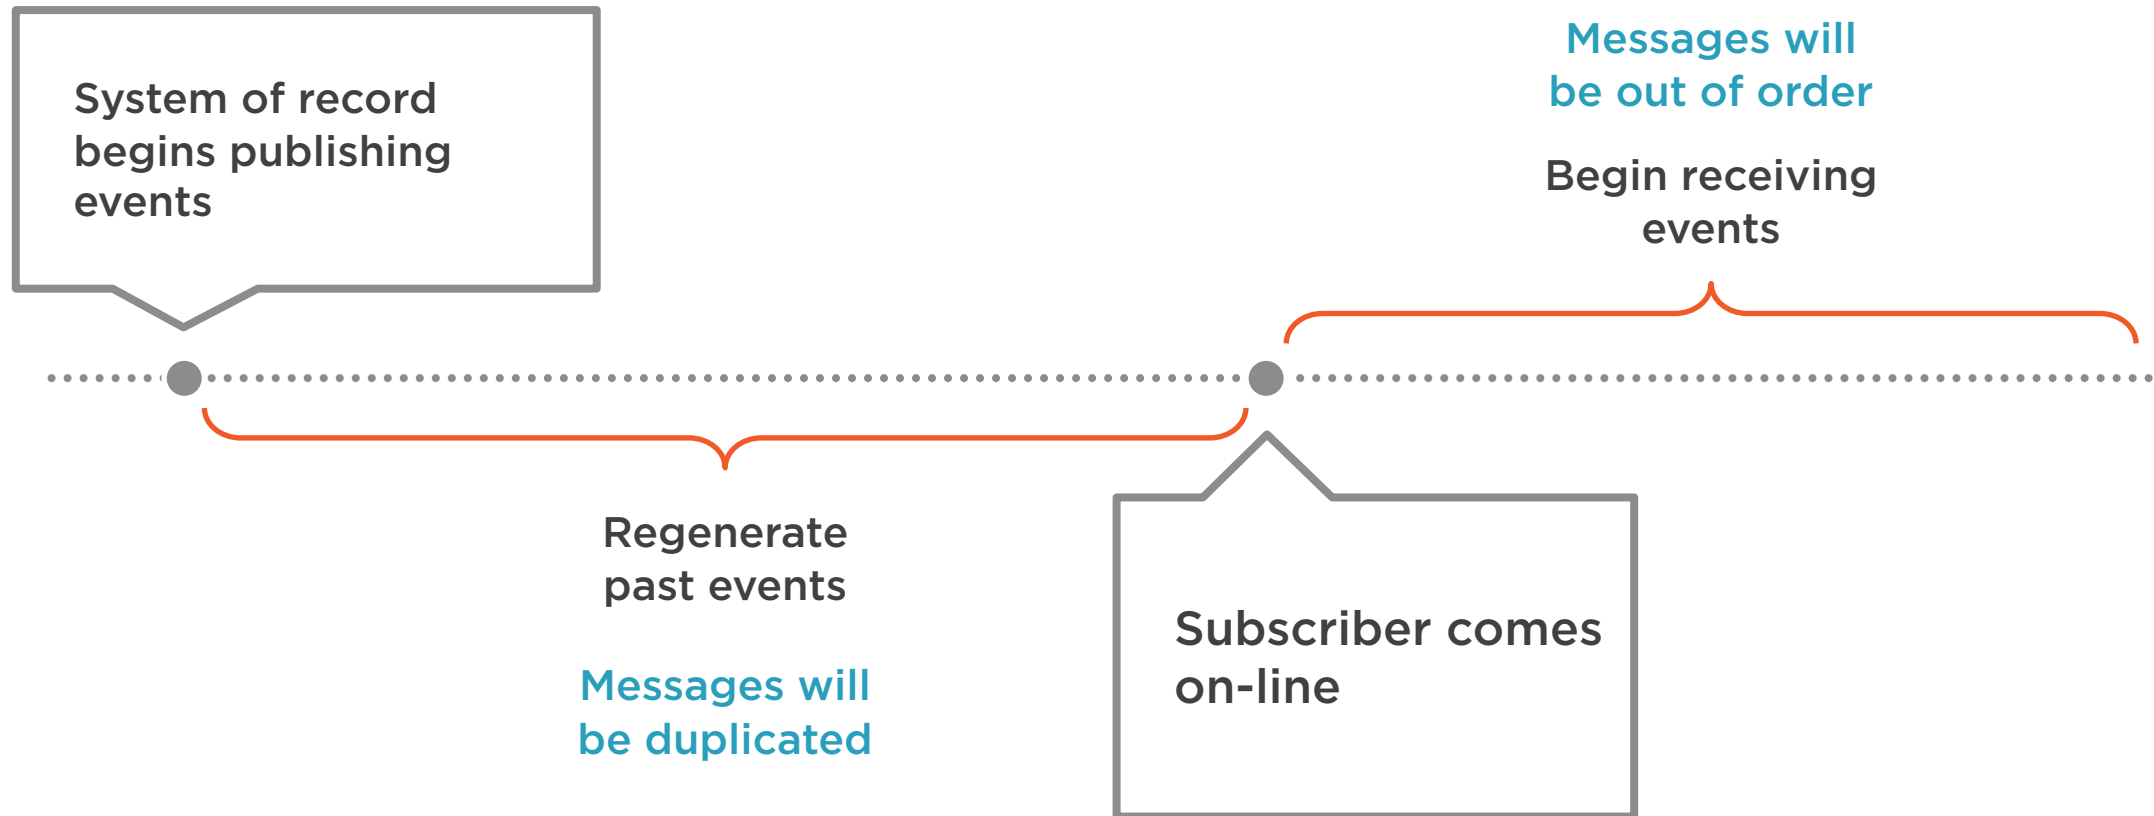 System of record
begins publishing
events
Messages will
be out of order
Begin receiving
events
Regenerate
past events
Messages will
be duplicated
Subscriber comes
on-line